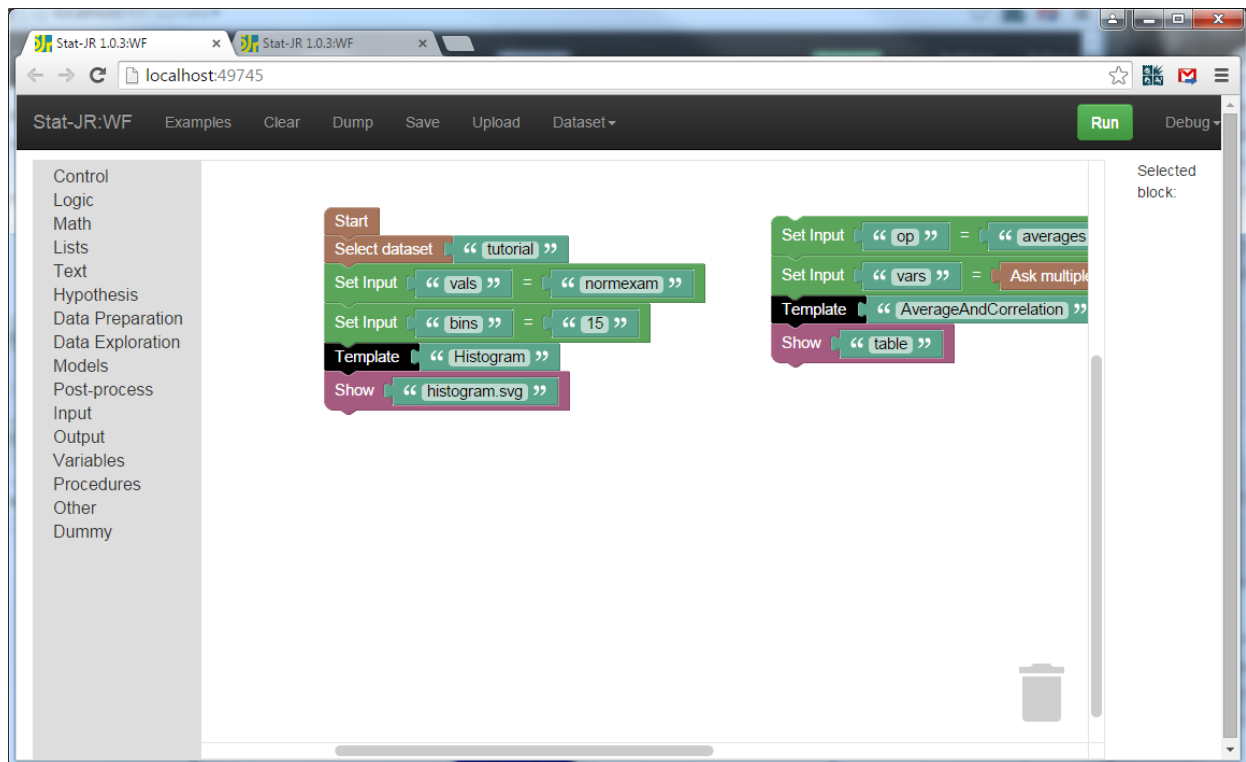 Stat-JR 1.0.3:WF
Stat-JR 1.0.3:WF
localhost:49745
Stat-JR:WF Examples Clear Dump Save Upload Dataset Run Debug
Control
Logic
Math
Lists
Text
Hypothesis
Data Preparation
Data Exploration
Models
Post-process
Input
Output
Variables
Procedures
Other
Dummy
Start
Select dataset “ tutorial ”
Set Input “ vals ” = “ normexam ”
Set Input “ bins ” = “ 15 ”
Template “ Histogram ”
Show “ histogram.svg ”
Set Input “ op ” = “ averages
Set Input “ vars ” = Ask multiple
Template “ AverageAndCorrelation ”
Show “ table ”
Selected
block: